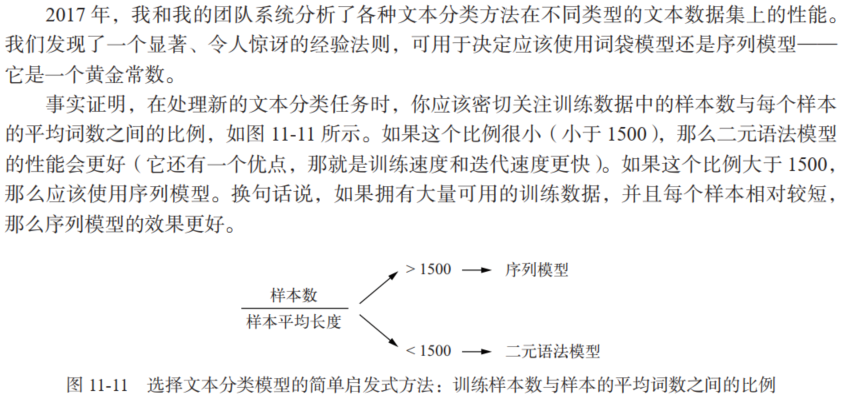 2017 年，我和我的团队系统分析了各种文本分类方法在不同类型的文本数据集上的性能。
我们发现了一个显著、令人惊讶的经验法则，可用于决定应该使用词袋模型还是序列模型——
它是一个黄金常数。
事实证明，在处理新的文本分类任务时，你应该密切关注训练数据中的样本数与每个样本
的平均词数之间的比例，如图 11-11 所示。如果这个比例很小（小于 1500），那么二元语法模型
的性能会更好（它还有一个优点，那就是训练速度和迭代速度更快）。如果这个比例大于 1500，
那么应该使用序列模型。换句话说，如果拥有大量可用的训练数据，并且每个样本相对较短，
那么序列模型的效果更好。
> 1500 序列模型
样本数
样本平均长度
< 1500 二元语法模型
图 11-11 选择文本分类模型的简单启发式方法：训练样本数与样本的平均词数之间的比例